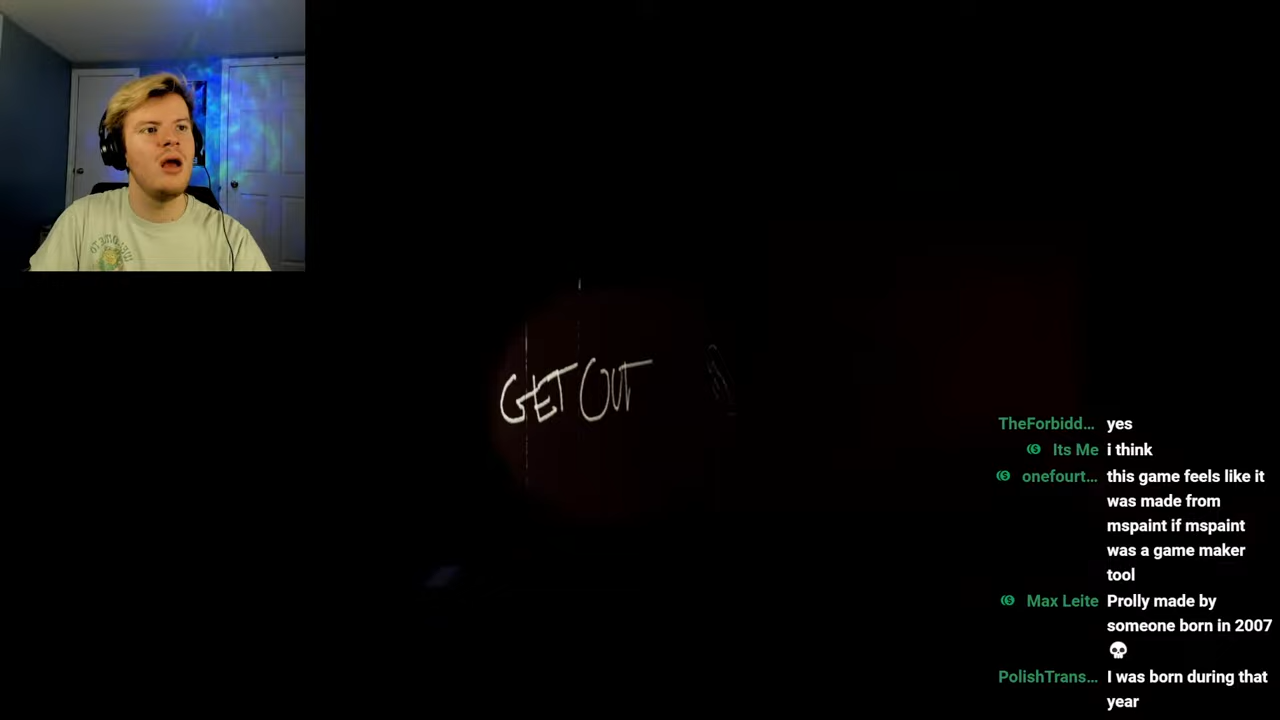 GET OUT
TheForbidd... yes
Its Me i think
onefourt... this game feels like it
was made from
mspaint if mspaint
was a game maker
tool
Max Leite Prolly made by
someone born in 2007
💀
PolishTrans... I was born during that
year